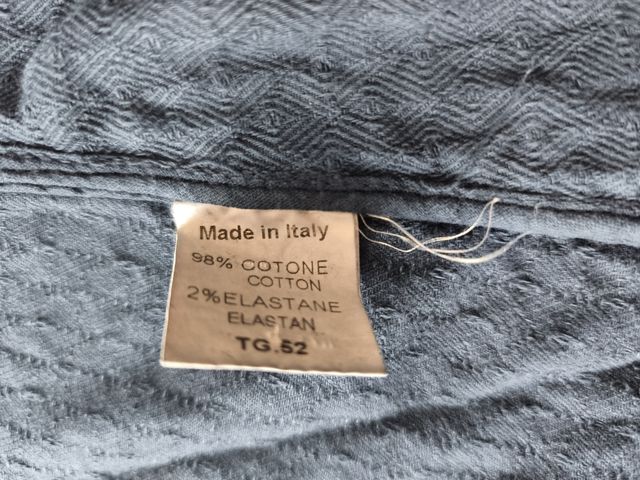 Made in Italy
98% COTONE
COTTON
2%ELASTANE
ELASTAN
TG.52